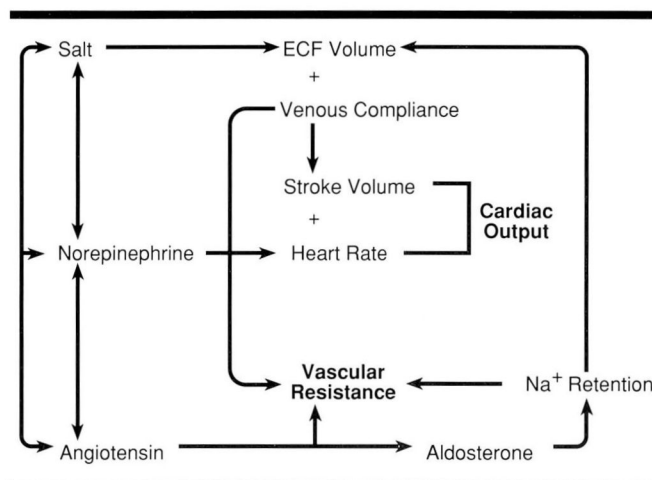 Salt
ECF Volume
+
Venous Compliance
Stroke Volume
+
Cardiac
Output
Norepinephrine
Heart Rate
Vascular
Resistance
Na+ Retention
Angiotensin
Aldosterone